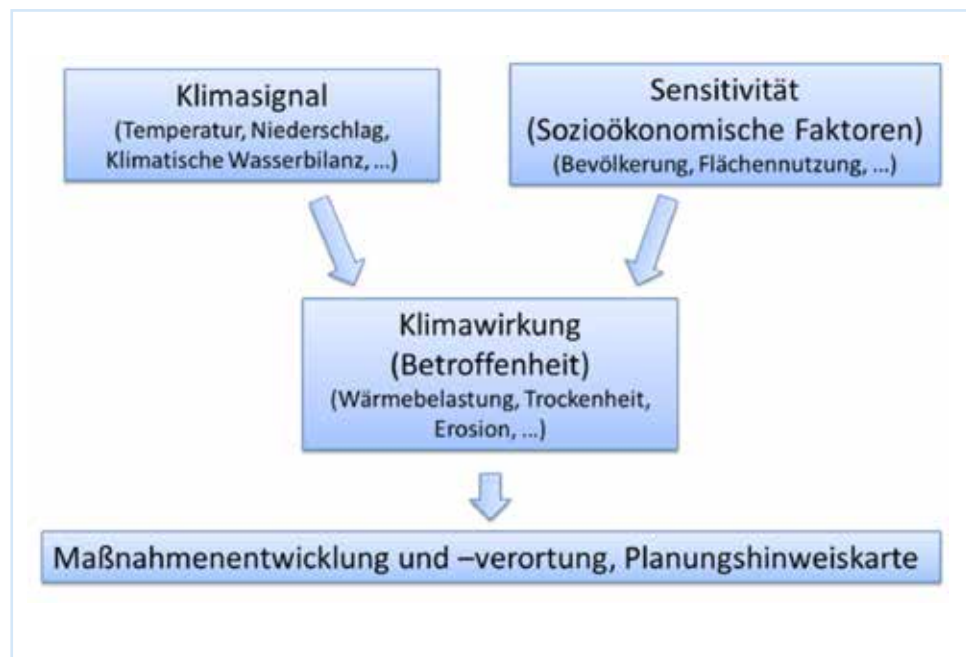 Klimasignal
(Temperatur, Niederschlag,
Klimatische Wasserbilanz, ...)
Sensitivität
(Sozioökonomische Faktoren)
(Bevölkerung, Flächennutzung, ...)
Klimawirkung
(Betroffenheit)
(Wärmebelastung, Trockenheit,
Erosion, ...)
Maßnahmenentwicklung und –verortung, Planungshinweiskarte